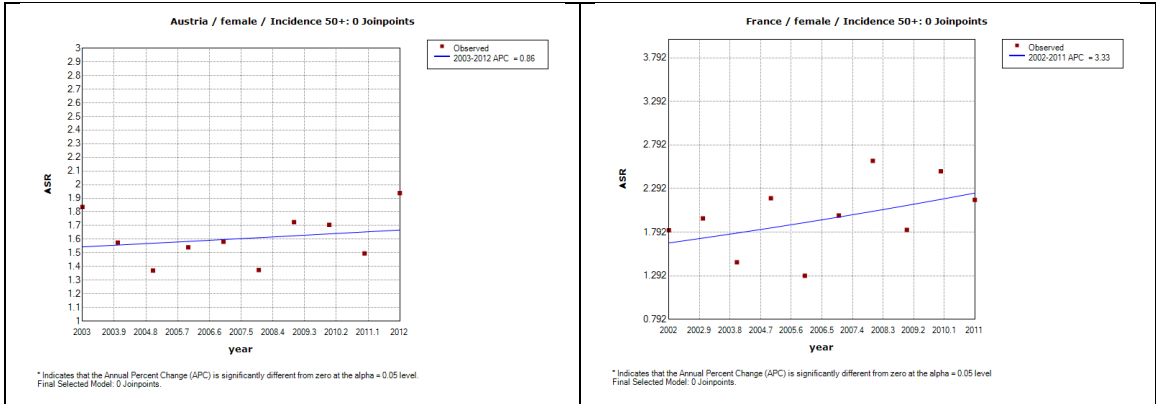 Austria / female / Incidence 50+: 0 Joinpoints
Observed
2003-2012 APC = 0.86
3
2.9
2.8
2.7
2.6
2.5
2.4
2.3
2.2
2.1
2
1.9
1.8
1.7
1.6
1.5
1.4
1.3
1.2
1.1
1
ASR
2003 2003.9 2004.8 2005.7 2006.6 2007.5 2008.4 2009.3 2010.2 2011.1 2012
year
* Indicates that the Annual Percent Change (APC) is significantly different from zero at the alpha = 0.05 level.
Final Selected Model: 0 Joinpoints.
France / female / Incidence 50+: 0 Joinpoints
Observed
2002-2011 APC = 3.33
3.792
3.292
2.792
2.292
1.792
1.292
0.792
ASR
2002 2002.9 2003.8 2004.7 2005.6 2006.5 2007.4 2008.3 2009.2 2010.1 2011
year
* Indicates that the Annual Percent Change (APC) is significantly different from zero at the alpha = 0.05 level
Final Selected Model: 0 Joinpoints.